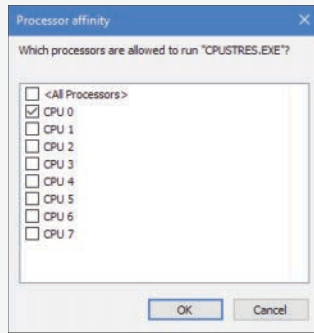 Processor affinity
Which processors are allowed to run "CPUSTRES.EXE"?
<All Processors>
CPU 0
CPU 1
CPU 2
CPU 3
CPU 4
CPU 5
CPU 6
CPU 7
OK Cancel